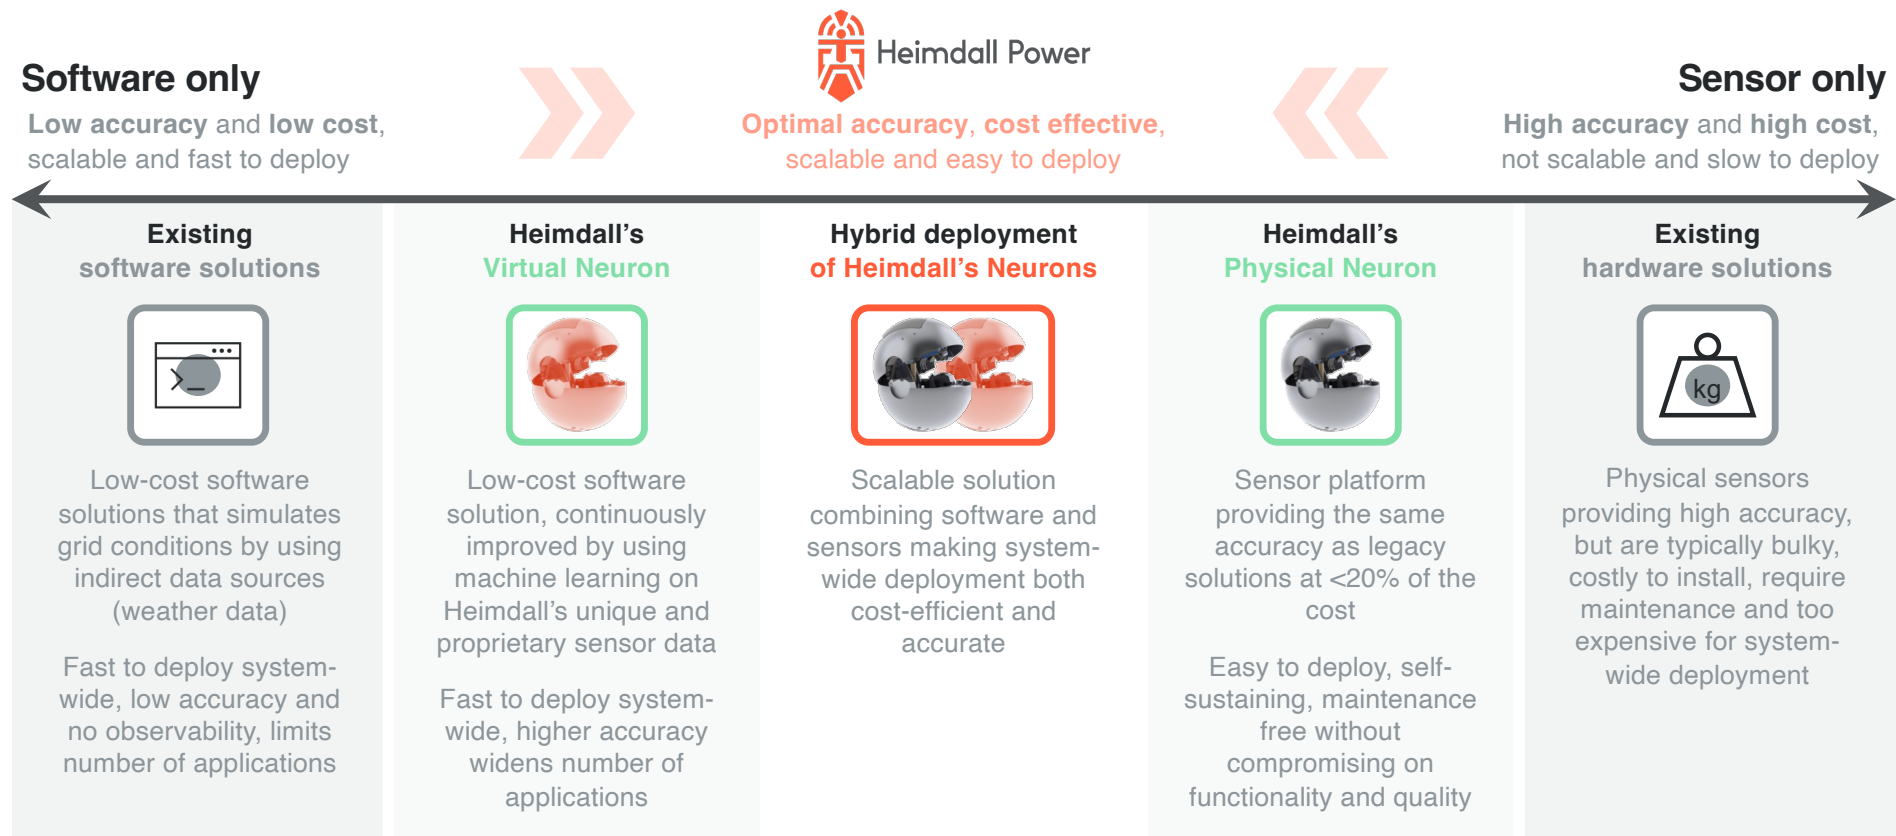 Heimdall Power
Software only
Low accuracy and low cost,
scalable and fast to deploy
Optimal accuracy, cost effective,
scalable and easy to deploy
Sensor only
High accuracy and high cost,
not scalable and slow to deploy
Existing
software solutions
Low-cost software
solutions that simulates
grid conditions by using
indirect data sources
(weather data)
Fast to deploy system-
wide, low accuracy and
no observability, limits
number of applications
Heimdall’s
Virtual Neuron
Low-cost software
solution, continuously
improved by using
machine learning on
Heimdall’s unique and
proprietary sensor data
Fast to deploy system-
wide, higher accuracy
widens number of
applications
Hybrid deployment
of Heimdall’s Neurons
Scalable solution
combining software and
sensors making system-
wide deployment both
cost-efficient and
accurate
Heimdall’s
Physical Neuron
Sensor platform
providing the same
accuracy as legacy
solutions at <20% of the
cost
Easy to deploy, self-
sustaining, maintenance
free without
compromising on
functionality and quality
Existing
hardware solutions
kg
Physical sensors
providing high accuracy,
but are typically bulky,
costly to install, require
maintenance and too
expensive for system-
wide deployment